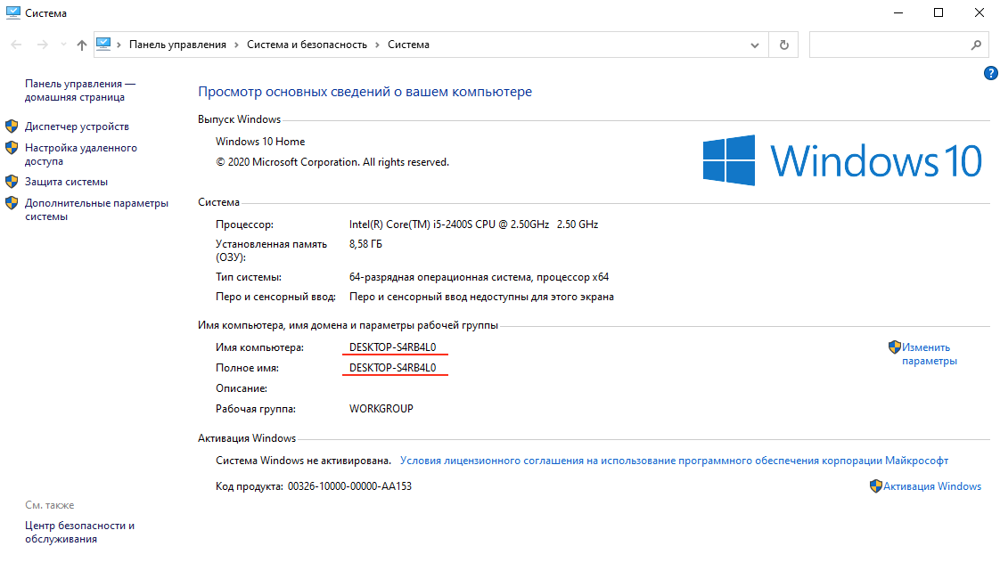 Система
Панель управления › Система и безопасность › Система
?
Панель управления —
домашняя страница
Диспетчер устройств
Настройка удаленного
доступа
Защита системы
Дополнительные параметры
системы
См. также
Центр безопасности и
обслуживания
Просмотр основных сведений о вашем компьютере
Выпуск Windows
Windows 10 Home
© 2020 Microsoft Corporation. All rights reserved.
Windows 10
Система
Процессор: Intel(R) Core(TM) i5-2400S CPU @ 2.50GHz 2.50 GHz
Установленная память 8,58 ГБ
(ОЗУ):
Тип системы: 64-разрядная операционная система, процессор x64
Перо и сенсорный ввод: Перо и сенсорный ввод недоступны для этого экрана
Имя компьютера, имя домена и параметры рабочей группы
Имя компьютера: DESKTOP-S4RB4L0
Изменить
параметры
Полное имя: DESKTOP-S4RB4L0
Описание:
Рабочая группа: WORKGROUP
Активация Windows
Система Windows не активирована. Условия лицензионного соглашения на использование программного обеспечения корпорации Майкрософт
Код продукта: 00326-10000-00000-AA153
Активация Windows